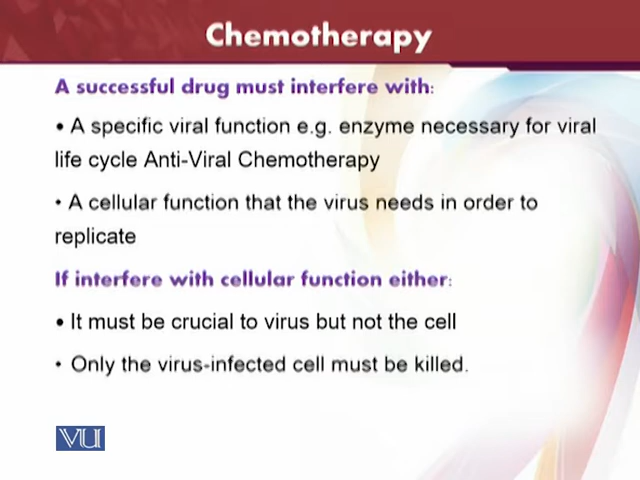 Chemotherapy
A successful drug must interfere with:
• A specific viral function e.g. enzyme necessary for viral
life cycle Anti-Viral Chemotherapy
• A cellular function that the virus needs in order to
replicate
If interfere with cellular function either:
• It must be crucial to virus but not the cell
• Only the virus-infected cell must be killed.
VU